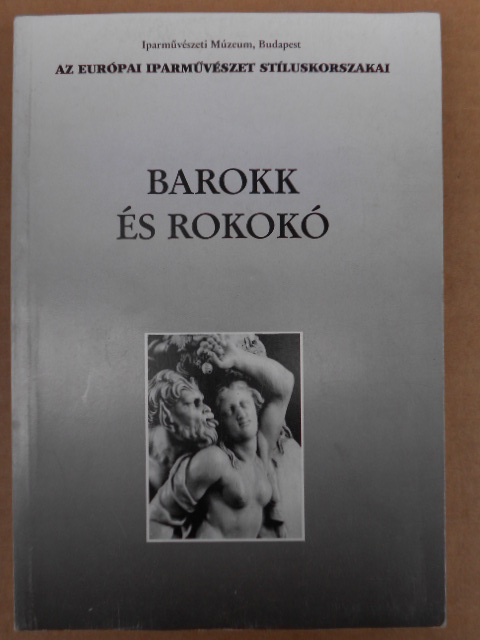 Iparművészeti Múzeum, Budapest
AZ EURÓPAI IPARMŰVÉSZET STÍLUSKORSZAKAI
BAROKK
ÉS ROKOKÓ